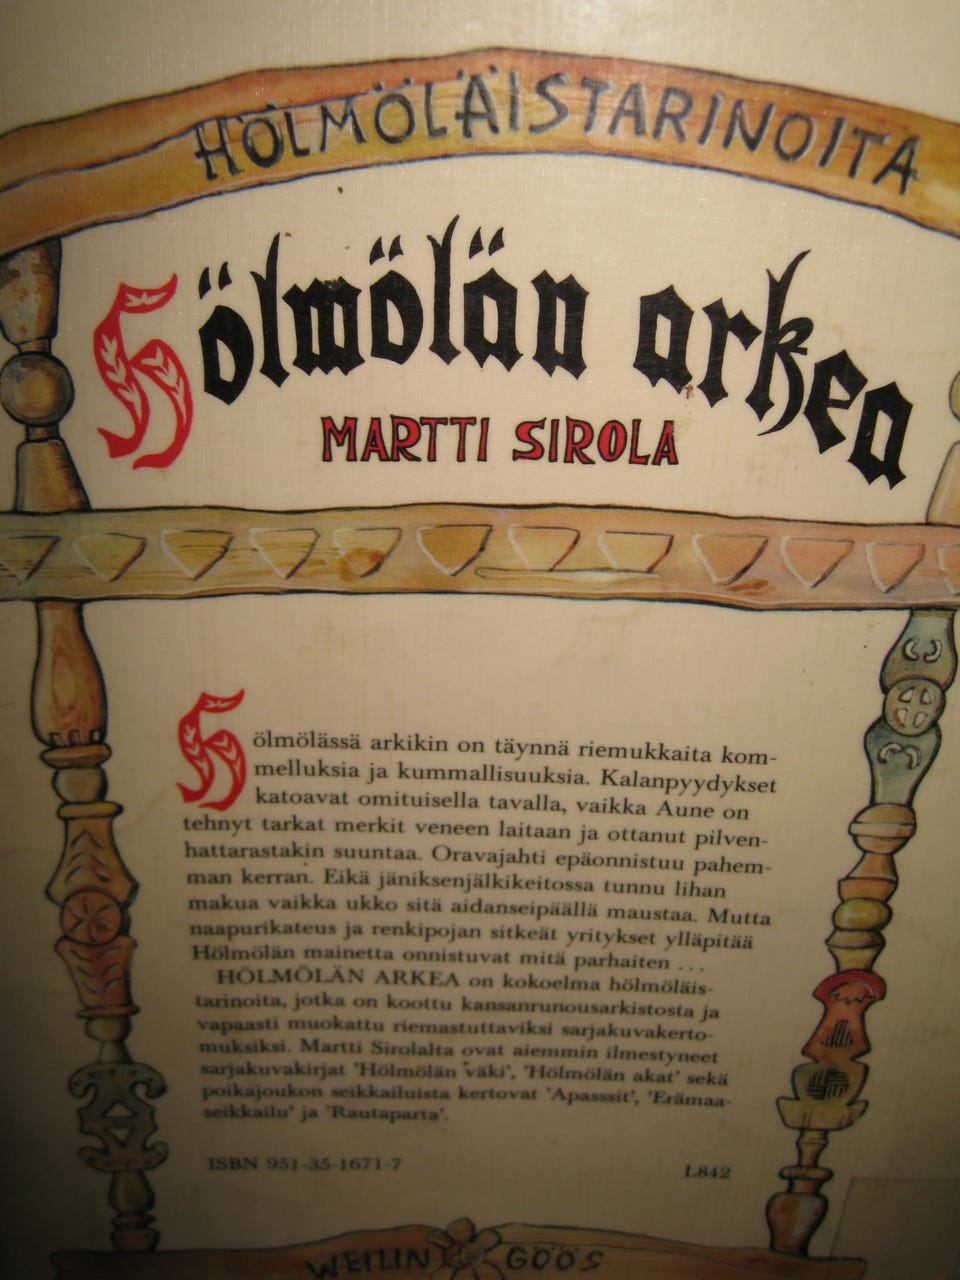 HÖLMÖLÄISTARINOITA
Hölmölän arkea
MARTTI SIROLA
Hölmölässä arkikin on täynnä riemukkaita kom-
melluksia ja kummallisuuksia. Kalanpyydykset
katoavat omituisella tavalla, vaikka Aune on
tehnyt tarkat merkit veneen laitaan ja ottanut pilven-
hattarastakin suuntaa. Oravajahti epäonnistuu pahem-
man kerran. Eikä jäniksenjälkikeitossa tunnu lihan
makua vaikka ukko sitä aidanseipäällä maustaa. Mutta
naapurikateus ja renkipojan sitkeät yritykset ylläpitää
Hölmölän mainetta onnistuvat mitä parhaiten ...
HÖLMÖLÄN ARKEA on kokoelma hölmöläis-
tarinoita, jotka on koottu kansanrunousarkistosta ja
vapaasti muokattu riemastuttaviksi sarjakuvakerto-
muksiksi. Martti Sirolalta ovat aiemmin ilmestyneet
sarjakuvakirjat 'Hölmölän väki', 'Hölmölän akat' sekä
poikajoukon seikkailuista kertovat 'Apasssit', 'Erämaa-
seikkailu' ja 'Rautaparta'.
ISBN 951-35-1671-7
L842
WEILIN GÖÖS